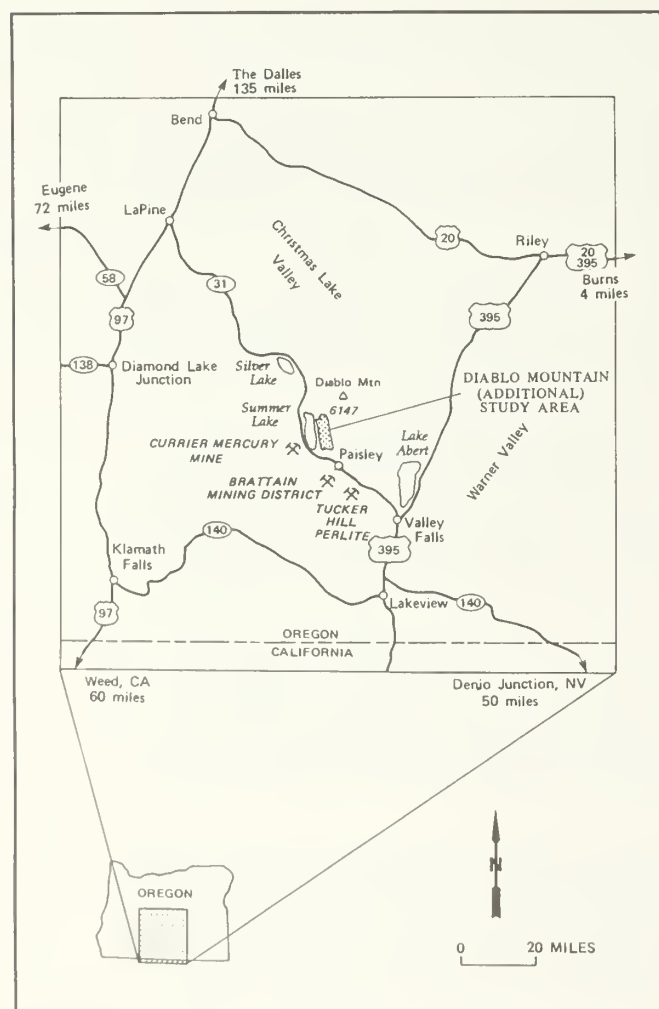 The Dalles
135 miles
Bend
Eugene
72 miles
LaPine
Christmas Lake
Valley
20
Riley
20
395
Burns
4 miles
58
31
97
395
395
138
Diamond Lake
Junction
Silver
Lake
Diablo Mtn
6147
DIABLO MOUNTAIN
(ADDITIONAL)
STUDY AREA
Summer
Lake
CURRIER MERCURY
MINE
Paisley
Lake
Abert
Warner Valley
BRATTAIN
MINING DISTRICT
TUCKER
HILL
PERLITE
Valley
Falls
140
395
Klamath
Falls
Lakeview
140
97
OREGON
CALIFORNIA
Weed, CA
60 miles
Denio Junction, NV
50 miles
OREGON
N
0 20 MILES